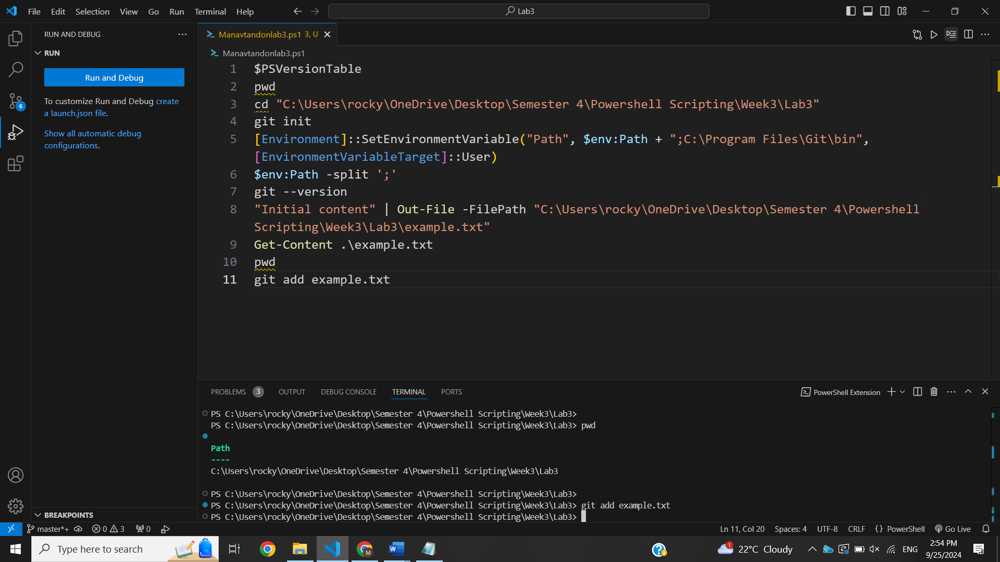 File Edit Selection View Go Run Terminal Help
Lab3
RUN AND DEBUG
RUN
Run and Debug
To customize Run and Debug create
a launch.json file.
Show all automatic debug
configurations.
6
BREAKPOINTS
Manavtandonlab3.ps1 3, U
Manavtandonlab3.ps1
1 $PSVersionTable
2 pwd
3 cd "C:\Users\rocky\OneDrive\Desktop\Semester 4\Powershell Scripting\Week3\Lab3"
4 git init
5 [Environment]::SetEnvironmentVariable("Path", $env:Path + ";C:\Program Files\Git\bin",
[EnvironmentVariableTarget]::User)
6 $env:Path -split ';'
7 git --version
8 "Initial content" | Out-File -FilePath "C:\Users\rocky\OneDrive\Desktop\Semester 4\Powershell
Scripting\Week3\Lab3\example.txt"
9 Get-Content .\example.txt
10 pwd
11 git add example.txt
PROBLEMS 3 OUTPUT DEBUG CONSOLE TERMINAL PORTS
PowerShell Extension
PS C:\Users\rocky\OneDrive\Desktop\Semester 4\Powershell Scripting\Week3\Lab3>
PS C:\Users\rocky\OneDrive\Desktop\Semester 4\Powershell Scripting\Week3\Lab3> pwd
Path
----
C:\Users\rocky\OneDrive\Desktop\Semester 4\Powershell Scripting\Week3\Lab3
PS C:\Users\rocky\OneDrive\Desktop\Semester 4\Powershell Scripting\Week3\Lab3>
PS C:\Users\rocky\OneDrive\Desktop\Semester 4\Powershell Scripting\Week3\Lab3> git add example.txt
PS C:\Users\rocky\OneDrive\Desktop\Semester 4\Powershell Scripting\Week3\Lab3>
master*+ 0 3 0
Ln 11, Col 20 Spaces: 4 UTF-8 CRLF {} PowerShell Go Live
Type here to search
M
W
1
22°C Cloudy
ENG
2:54 PM
9/25/2024